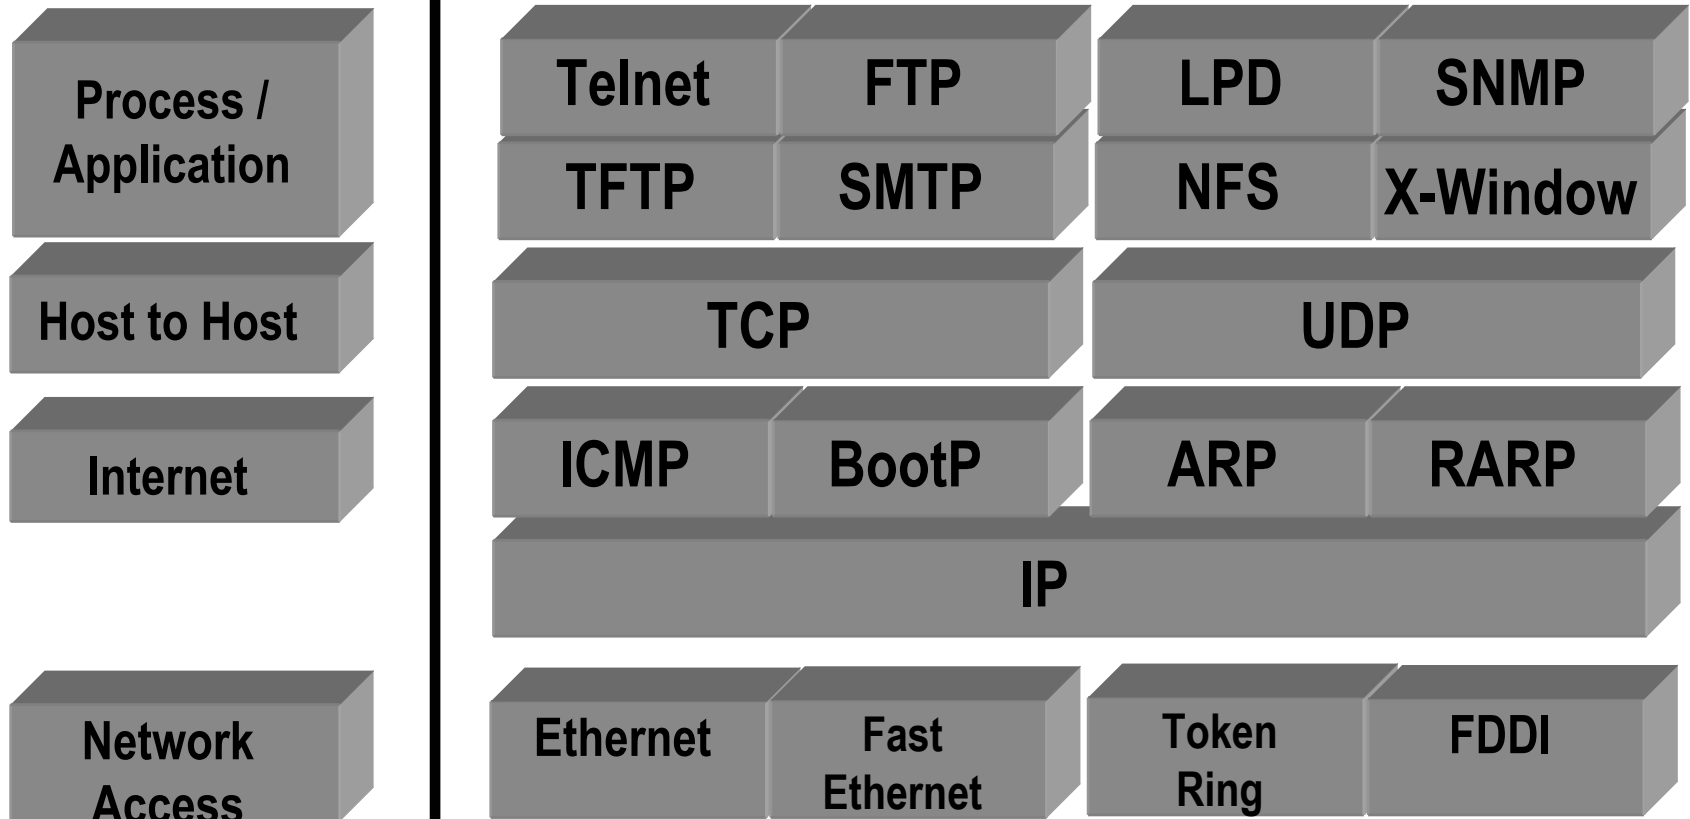 Process /
Application
Telnet FTP LPD SNMP
TFTP SMTP NFS X-Window
Host to Host
TCP UDP
Internet
ICMP BootP ARP RARP
IP
Network
Access
Ethernet
Fast
Ethernet
Token
Ring
FDDI